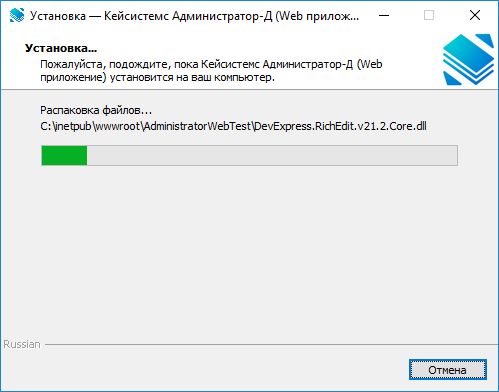 Установка — Кейсистемс Администратор-Д (Web прилож...
Установка...
Пожалуйста, подождите, пока Кейсистемс Администратор-Д (Web
приложение) установится на ваш компьютер.
Распаковка файлов...
C:\inetpub\wwwroot\AdministratorWebTest\DevExpress.RichEdit.v21.2.Core.dll
Russian
Отмена